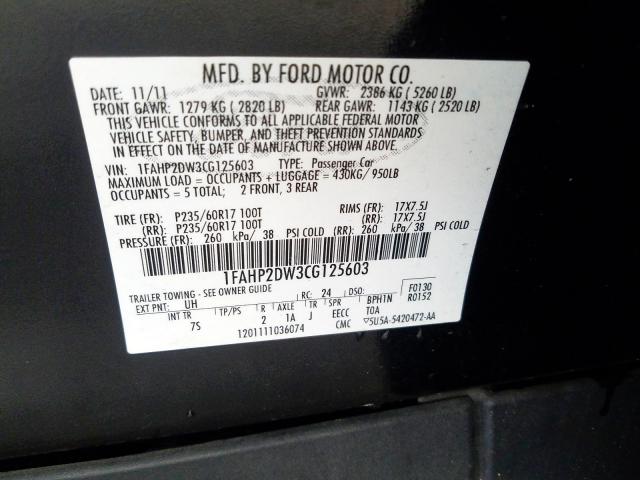 MFD. BY FORD MOTOR CO.
DATE: 11/11 GVWR: 2386 KG ( 5260 LB)
FRONT GAWR: 1279 KG ( 2820 LB) REAR GAWR: 1143 KG ( 2520 LB)
THIS VEHICLE CONFORMS TO ALL APPLICABLE FEDERAL MOTOR
VEHICLE SAFETY, BUMPER, AND THEFT PREVENTION STANDARDS
IN EFFECT ON THE DATE OF MANUFACTURE SHOWN ABOVE.
VIN: 1FAHP2DW3CG125603 TYPE: Passenger Car
MAXIMUM LOAD = OCCUPANTS + LUGGAGE = 430KG/ 950LB
OCCUPANTS = 5 TOTAL; 2 FRONT, 3 REAR
TIRE (FR): P235/60R17 100T RIMS (FR): 17X7.5J
(RR): P235/60R17 100T (RR): 17X7.5J
PRESSURE (FR): 260 kPa/ 38 PSI COLD (RR): 260 kPa/ 38 PSI COLD
1FAHP2DW3CG125603
TRAILER TOWING - SEE OWNER GUIDE
EXT PNT: UH RC: 24 DSO: F0130
INT TR TP/PS R AXLE TR SPR BPH1N R0152
7S 2 1A J EECC TOA
1201111036074 CMC ▽5U5A-5420472-AA